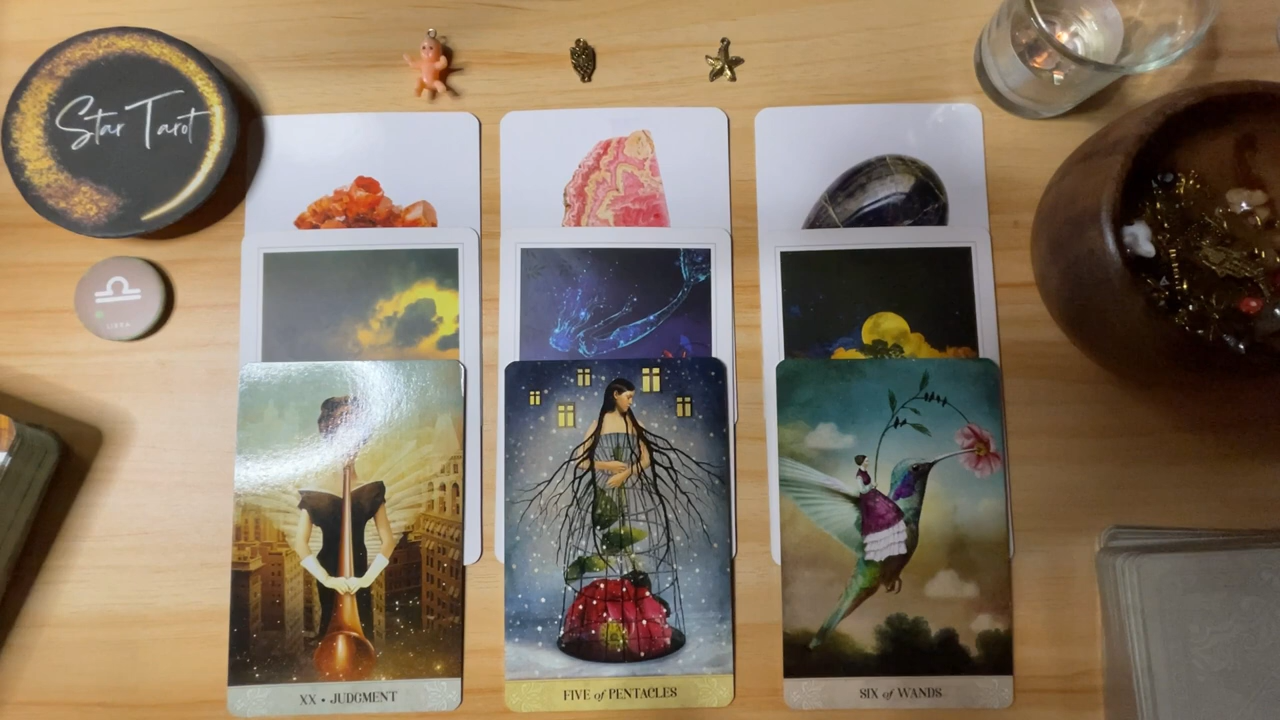 Star Tarot
LIBRA
XX • JUDGMENT
FIVE of PENTACLES
SIX of WANDS